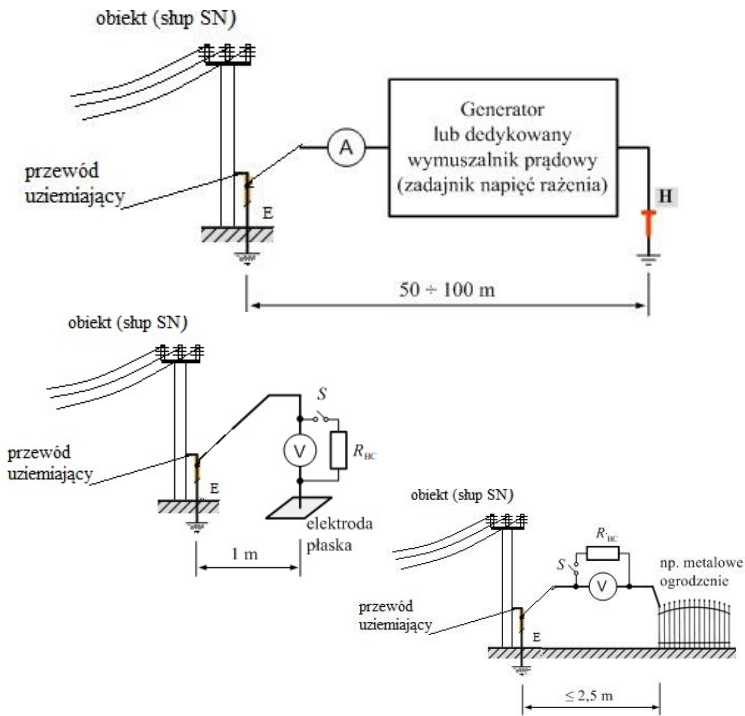 obiekt (słup SN)
przewód
uziemiający
E
A
Generator
lub dedykowany
wymuszalnik prądowy
(zadajnik napięć rażenia)
H
50 ÷ 100 m
obiekt (słup SN)
przewód
uziemiający
E
S
V
R_BC
elektroda
płaska
1 m
obiekt (słup SN)
przewód
uziemiający
E
R_BC
S
V
np. metalowe
ogrodzenie
≤ 2,5 m